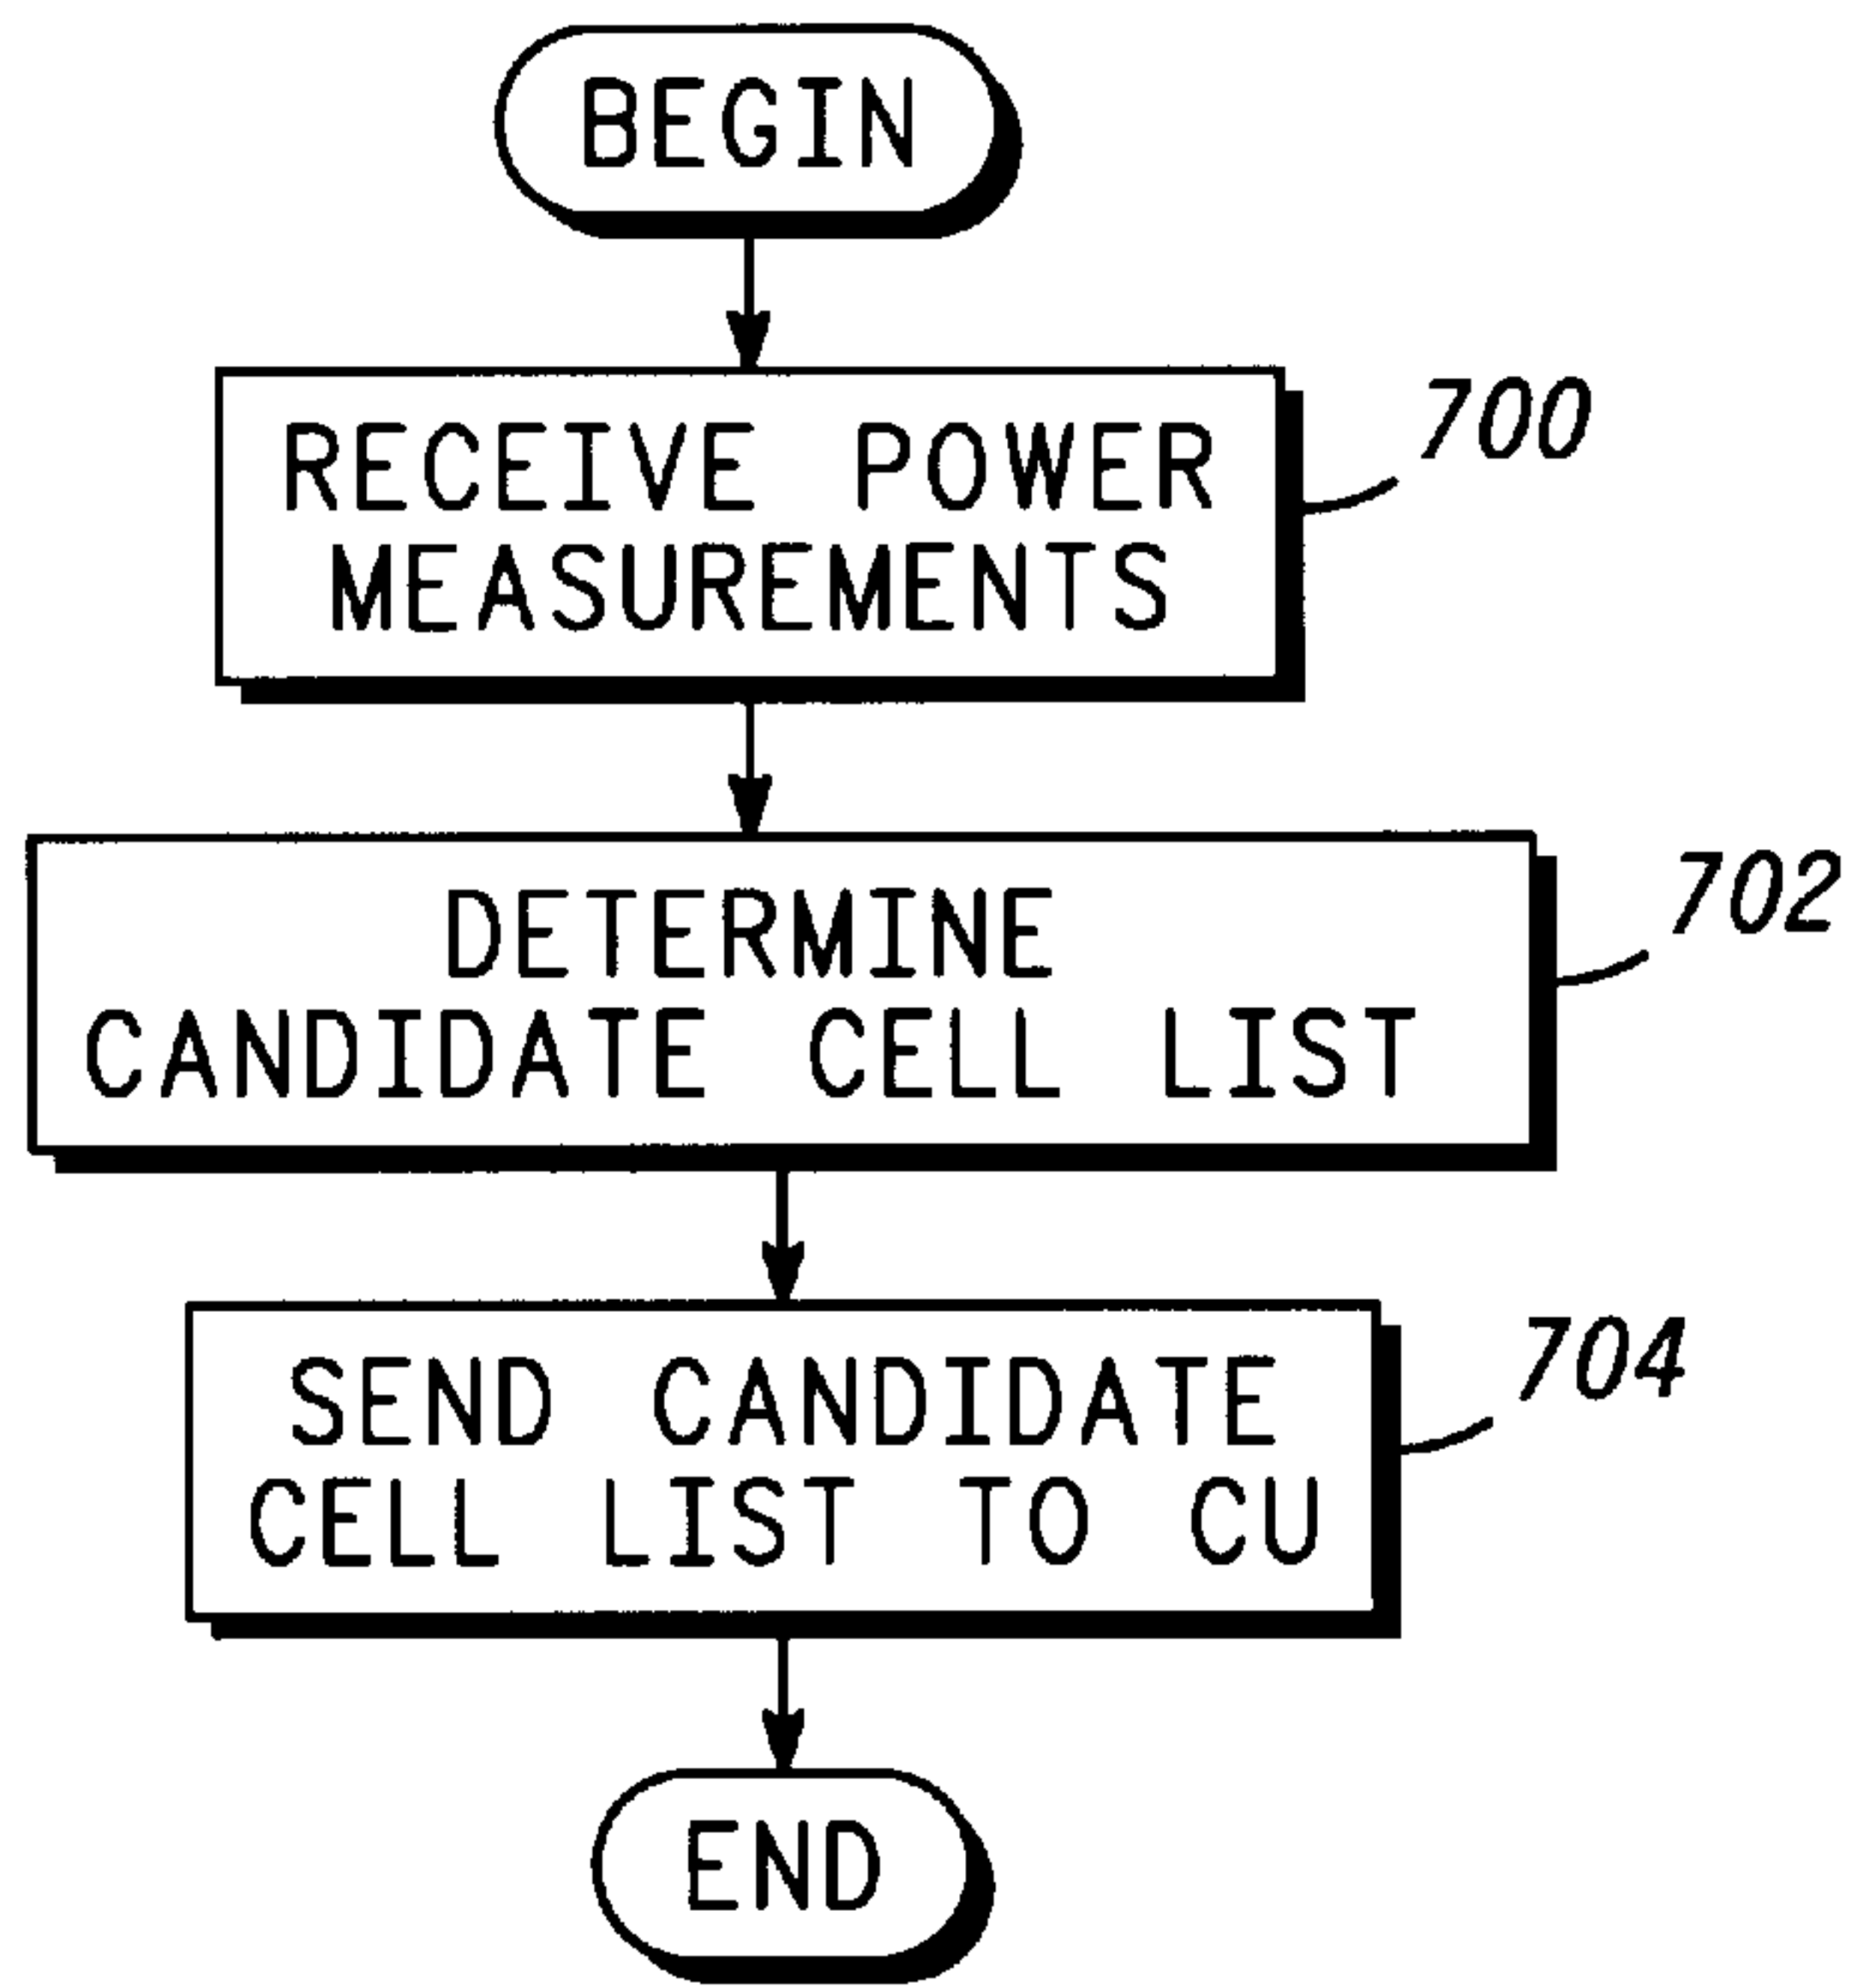 BEGIN
RECEIVE POWER
MEASUREMENTS
700
DETERMINE
CANDIDATE CELL LIST
702
SEND CANDIDATE
CELL LIST TO CU
704
END